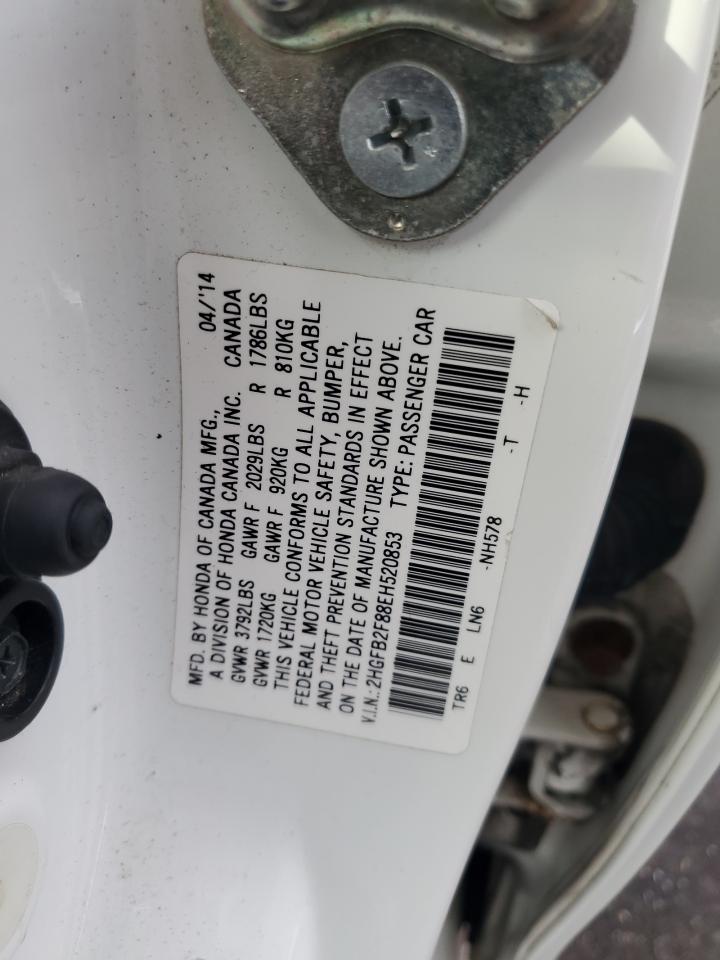 MFD. BY HONDA OF CANADA MFG., 04/'14
A DIVISION OF HONDA CANADA INC. CANADA
GVWR 3792LBS GAWR F 2029LBS R 1786LBS
GVWR 1720KG GAWR F 920KG R 810KG
THIS VEHICLE CONFORMS TO ALL APPLICABLE
FEDERAL MOTOR VEHICLE SAFETY, BUMPER,
AND THEFT PREVENTION STANDARDS IN EFFECT
ON THE DATE OF MANUFACTURE SHOWN ABOVE.
V.I.N.: 2HGFB2F88EH520853 TYPE: PASSENGER CAR
TR6 E LN6 -NH578 -T -H